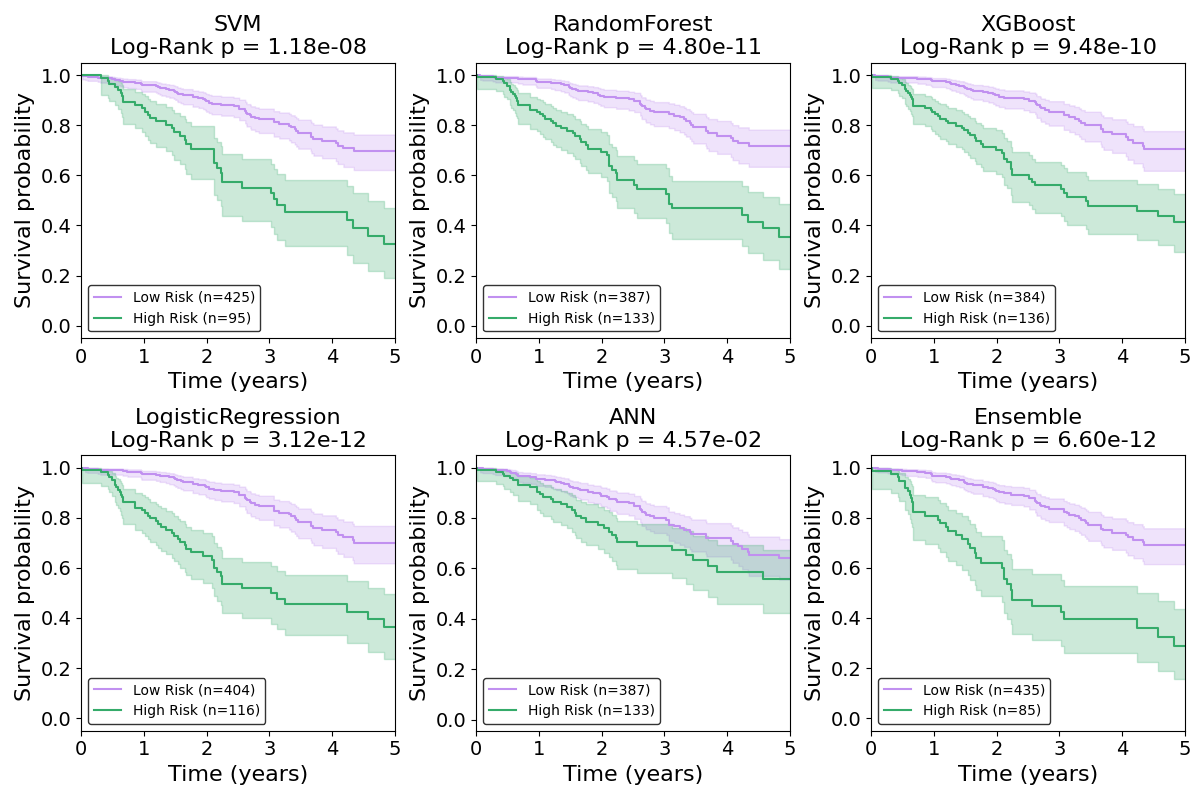 SVM
Log-Rank p = 1.18e-08
Survival probability
1.0
0.8
0.6
0.4
0.2
0.0
Low Risk (n=425)
High Risk (n=95)
0 1 2 3 4 5
Time (years)
RandomForest
Log-Rank p = 4.80e-11
Survival probability
1.0
0.8
0.6
0.4
0.2
0.0
Low Risk (n=387)
High Risk (n=133)
0 1 2 3 4 5
Time (years)
XGBoost
Log-Rank p = 9.48e-10
Survival probability
1.0
0.8
0.6
0.4
0.2
0.0
Low Risk (n=384)
High Risk (n=136)
0 1 2 3 4 5
Time (years)
LogisticRegression
Log-Rank p = 3.12e-12
Survival probability
1.0
0.8
0.6
0.4
0.2
0.0
Low Risk (n=404)
High Risk (n=116)
0 1 2 3 4 5
Time (years)
ANN
Log-Rank p = 4.57e-02
Survival probability
1.0
0.8
0.6
0.4
0.2
0.0
Low Risk (n=387)
High Risk (n=133)
0 1 2 3 4 5
Time (years)
Ensemble
Log-Rank p = 6.60e-12
Survival probability
1.0
0.8
0.6
0.4
0.2
0.0
Low Risk (n=435)
High Risk (n=85)
0 1 2 3 4 5
Time (years)